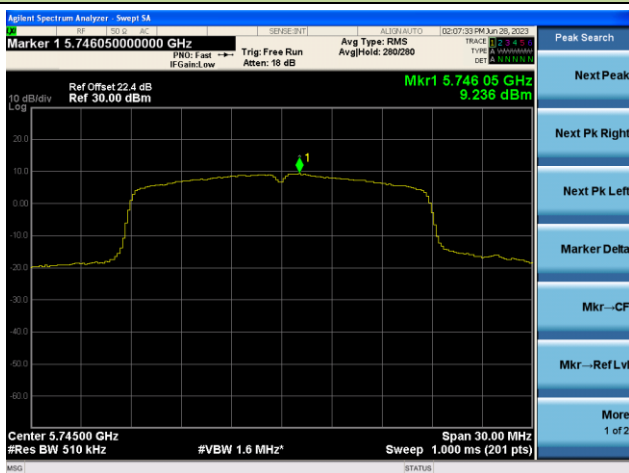 Agilent Spectrum Analyzer - Swept SA
RF 50 Ω AC SENSE:INT ALIGNAUTO 02:07:33 PM Jun 28, 2023
Marker 1 5.746050000000 GHz
PNO: Fast
IFGain:Low
Trig: Free Run
Atten: 18 dB
Avg Type: RMS
Avg|Hold: 280/280
TRACE 1 2 3 4 5 6
TYPE A
DET A N N N N N
Peak Search
Mkr1 5.746 05 GHz
9.236 dBm
Ref Offset 22.4 dB
Ref 30.00 dBm
10 dB/div
Log
20.0
10.0
0.00
-10.0
-20.0
-30.0
-40.0
-50.0
-60.0
1
Next Peak
Next Pk Right
Next Pk Left
Marker Delta
Mkr→CF
Mkr→Ref Lvl
More
1 of 2
Center 5.74500 GHz
Span 30.00 MHz
#Res BW 510 kHz
#VBW 1.6 MHz*
Sweep 1.000 ms (201 pts)
MSG
STATUS